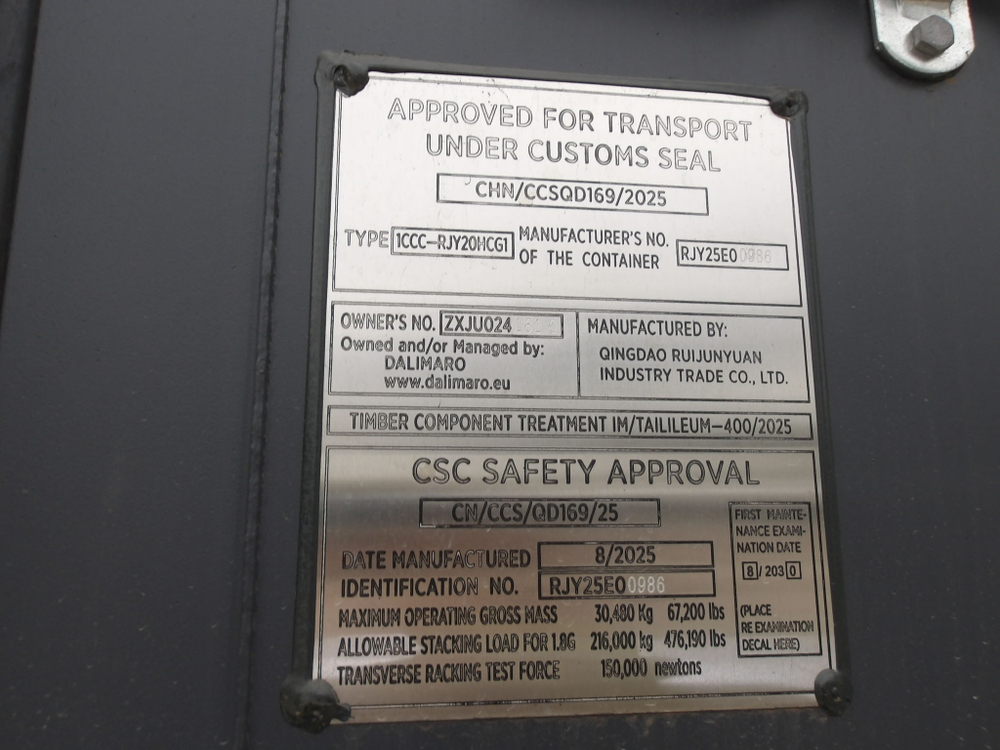 APPROVED FOR TRANSPORT
UNDER CUSTOMS SEAL
CHN/CCSQD169/2025
TYPE 1CCC-RJY20HCG1 MANUFACTURER'S NO.
OF THE CONTAINER RJY25E00986
OWNER'S NO. ZXJU024
Owned and/or Managed by:
DALIMARO
www.dalimaro.eu
MANUFACTURED BY:
QINGDAO RUIJUNYUAN
INDUSTRY TRADE CO., LTD.
TIMBER COMPONENT TREATMENT IM/TAILILEUM-400/2025
CSC SAFETY APPROVAL
CN/CCS/QD169/25
DATE MANUFACTURED 8/2025
IDENTIFICATION NO. RJY25E00986
MAXIMUM OPERATING GROSS MASS 30,480 Kg 67,200 lbs
ALLOWABLE STACKING LOAD FOR 1.8G 216,000 kg 476,190 lbs
TRANSVERSE RACKING TEST FORCE 150,000 newtons
FIRST MAINTE-
NANCE EXAMI-
NATION DATE
8/2030
(PLACE
RE EXAMINATION
DECAL HERE)